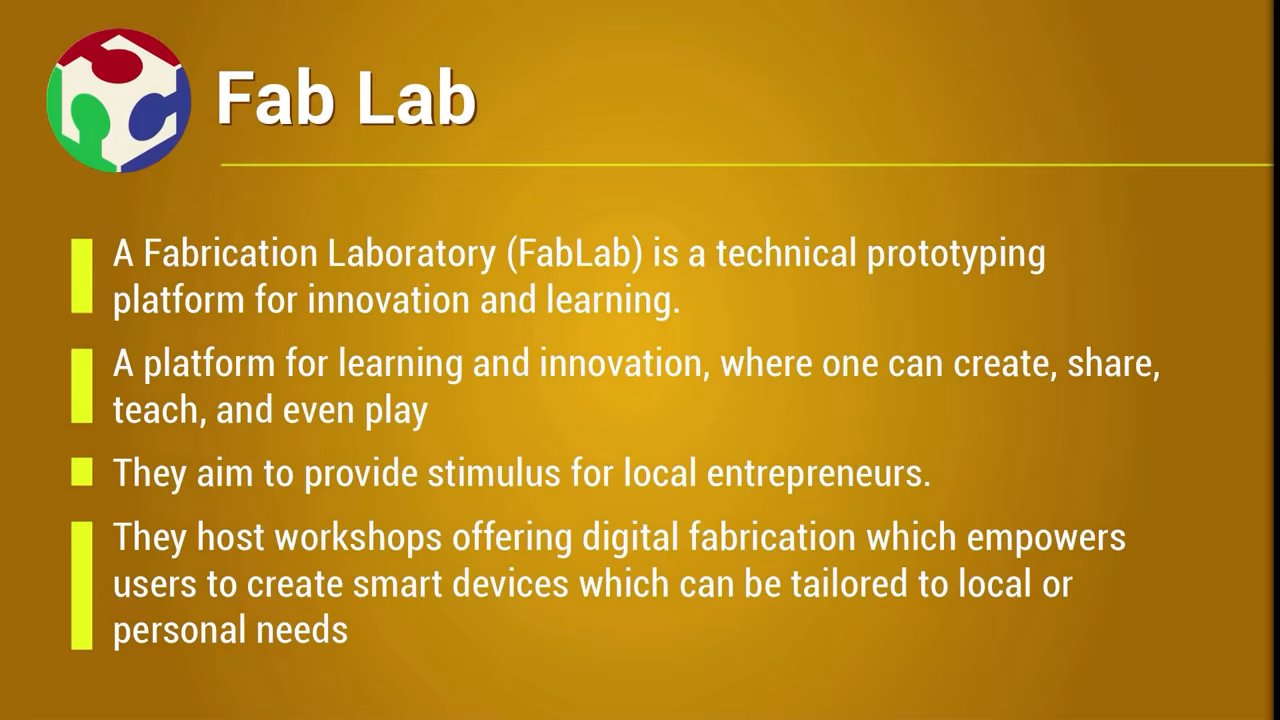 Fab Lab
A Fabrication Laboratory (FabLab) is a technical prototyping
platform for innovation and learning.
A platform for learning and innovation, where one can create, share,
teach, and even play
They aim to provide stimulus for local entrepreneurs.
They host workshops offering digital fabrication which empowers
users to create smart devices which can be tailored to local or
personal needs